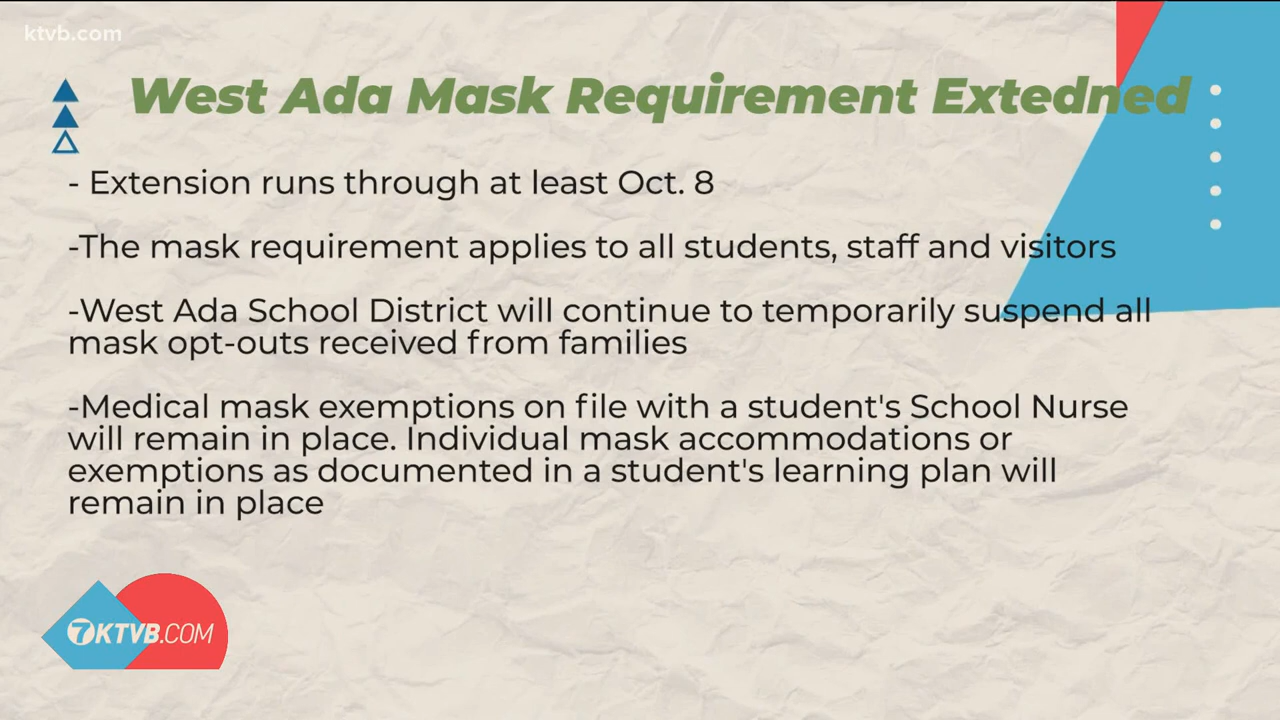 ktvb.com
West Ada Mask Requirement Extedned
- Extension runs through at least Oct. 8
-The mask requirement applies to all students, staff and visitors
-West Ada School District will continue to temporarily suspend all
mask opt-outs received from families
-Medical mask exemptions on file with a student's School Nurse
will remain in place. Individual mask accommodations or
exemptions as documented in a student's learning plan will
remain in place
7KTVB.COM